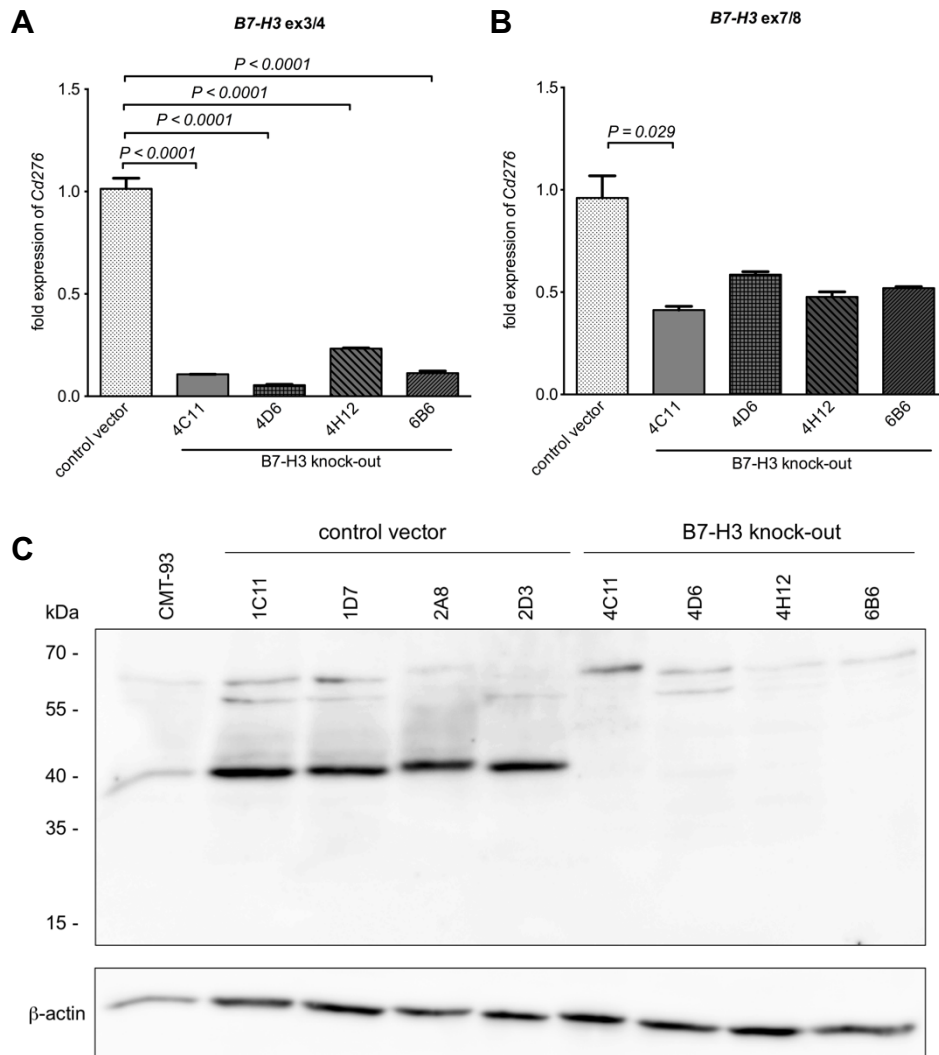 A
B7-H3 ex3/4
P < 0.0001
P < 0.0001
P < 0.0001
P < 0.0001
1.5
1.0
0.5
0.0
fold expression of Cd276
control vector
4C11
4D6
4H12
6B6
B7-H3 knock-out
B
B7-H3 ex7/8
P = 0.029
1.5
1.0
0.5
0.0
fold expression of Cd276
control vector
4C11
4D6
4H12
6B6
B7-H3 knock-out
C
control vector
B7-H3 knock-out
kDa
CMT-93
1C11
1D7
2A8
2D3
4C11
4D6
4H12
6B6
70 -
55 -
40 -
35 -
15 -
β-actin